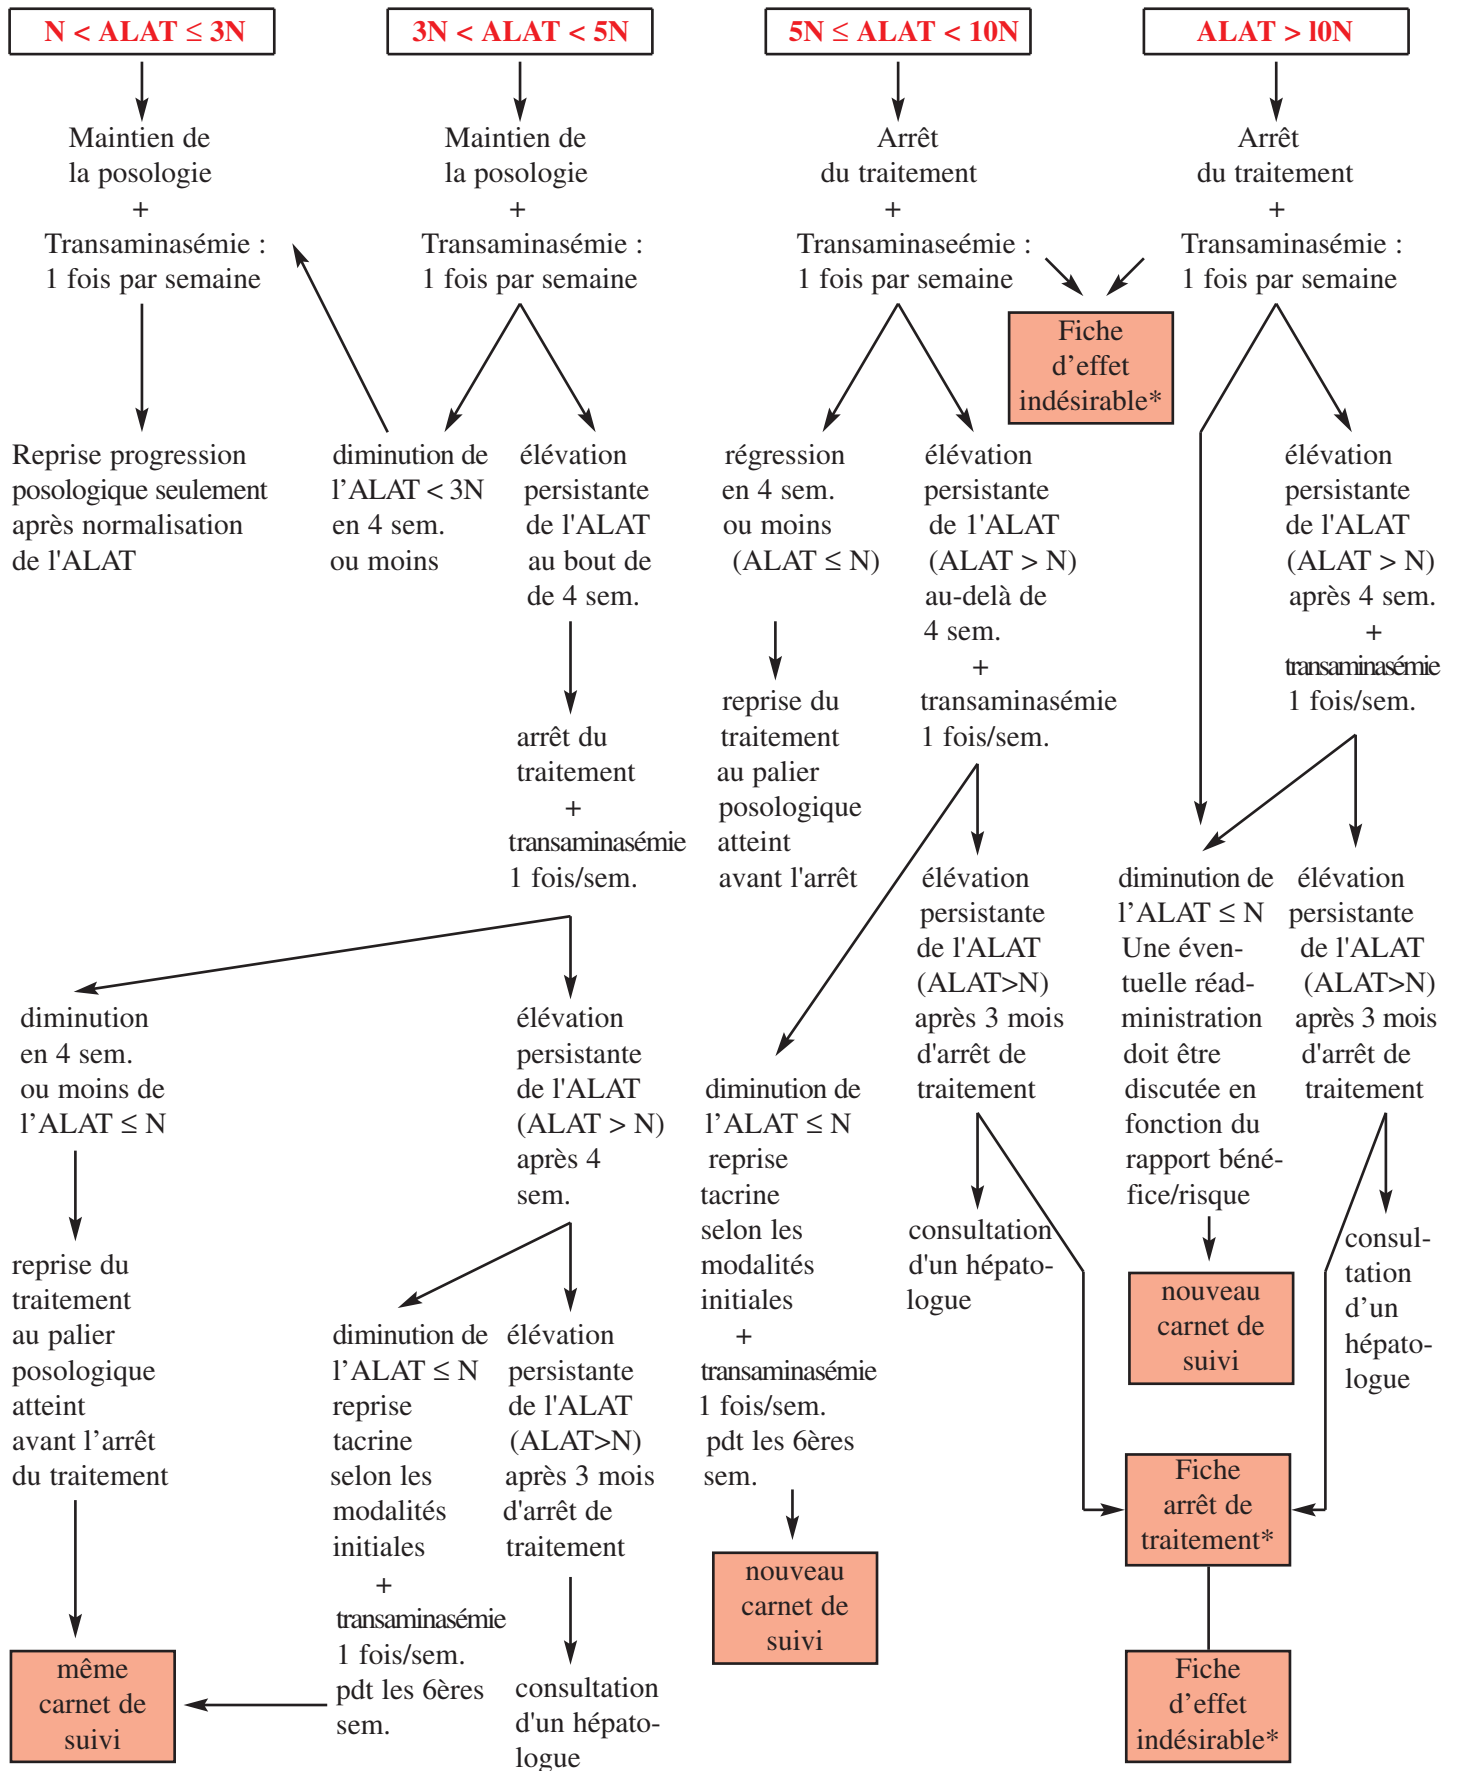 N < ALAT ≤ 3N
Maintien de
la posologie
+
Transaminasémie :
1 fois par semaine
Reprise progression
posologique seulement
après normalisation
de l'ALAT
3N < ALAT < 5N
Maintien de
la posologie
+
Transaminasémie :
1 fois par semaine
diminution de
l’ALAT < 3N
en 4 sem.
ou moins
élévation
persistante
de l'ALAT
au bout de
de 4 sem.
arrêt du
traitement
+
transaminasémie
1 fois/sem.
diminution
en 4 sem.
ou moins de
l’ALAT ≤ N
reprise du
traitement
au palier
posologique
atteint
avant l’arrêt
du traitement
même
carnet de
suivi
élévation
persistante
de l'ALAT
(ALAT > N)
après 4
sem.
diminution de
l’ALAT ≤ N
reprise
tacrine
selon les
modalités
initiales
+
transaminasémie
1 fois/sem.
pdt les 6ères
sem.
élévation
persistante
de l'ALAT
(ALAT>N)
après 3 mois
d'arrêt de
traitement
consultation
d'un hépato-
logue
5N ≤ ALAT < 10N
Arrêt
du traitement
+
Transaminaseémie :
1 fois par semaine
Fiche
d’effet
indésirable*
régression
en 4 sem.
ou moins
(ALAT ≤ N)
reprise du
traitement
au palier
posologique
atteint
avant l'arrêt
élévation
persistante
de 1'ALAT
(ALAT > N)
au-delà de
4 sem.
+
transaminasémie
1 fois/sem.
diminution de
l’ALAT ≤ N
reprise
tacrine
selon les
modalités
initiales
+
transaminasémie
1 fois/sem.
pdt les 6ères
sem.
nouveau
carnet de
suivi
élévation
persistante
de l'ALAT
(ALAT>N)
après 3 mois
d'arrêt de
traitement
consultation
d'un hépato-
logue
ALAT > l0N
Arrêt
du traitement
+
Transaminasémie :
1 fois par semaine
élévation
persistante
de l'ALAT
(ALAT > N)
après 4 sem.
+
transaminasémie
1 fois/sem.
diminution de
l’ALAT ≤ N
Une éven-
tuelle réad-
ministration
doit être
discutée en
fonction du
rapport béné-
fice/risque
nouveau
carnet de
suivi
élévation
persistante
de l'ALAT
(ALAT>N)
après 3 mois
d'arrêt de
traitement
consul-
tation
d’un
hépato-
logue
Fiche
arrêt de
traitement*
Fiche
d’effet
indésirable*